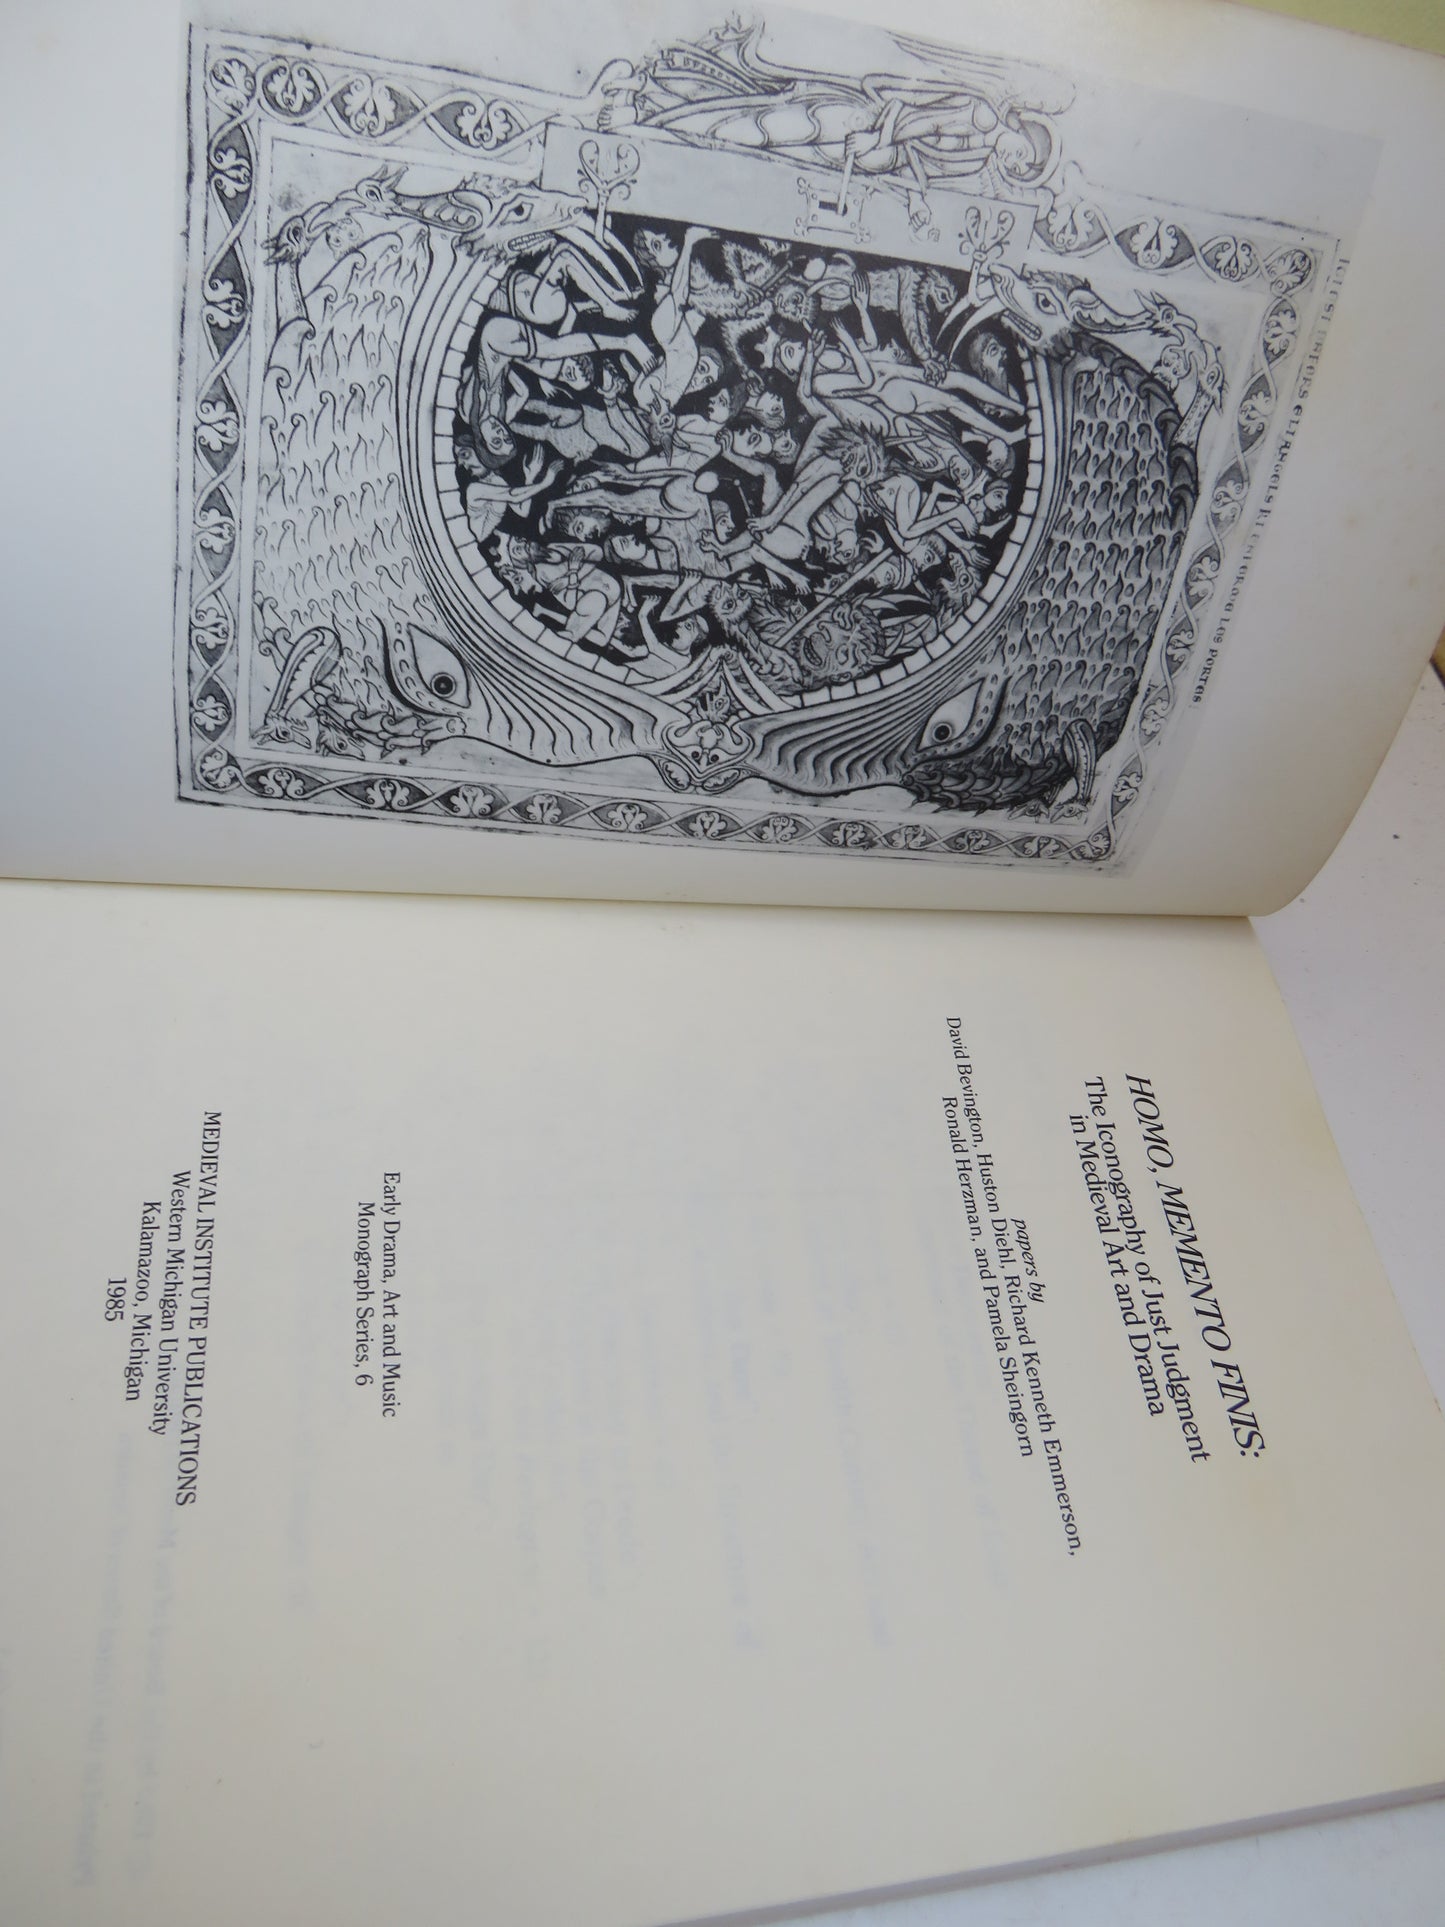 HOMO, MEMENTO FINIS:
The Iconography of Just Judgment
in Medieval Art and Drama
papers by
David Bevington, Huston Diehl, Richard Kenneth Emmerson,
Ronald Herzman, and Pamela Sheingorn
Early Drama, Art and Music
Monograph Series, 6
MEDIEVAL INSTITUTE PUBLICATIONS
Western Michigan University
Kalamazoo, Michigan
1985